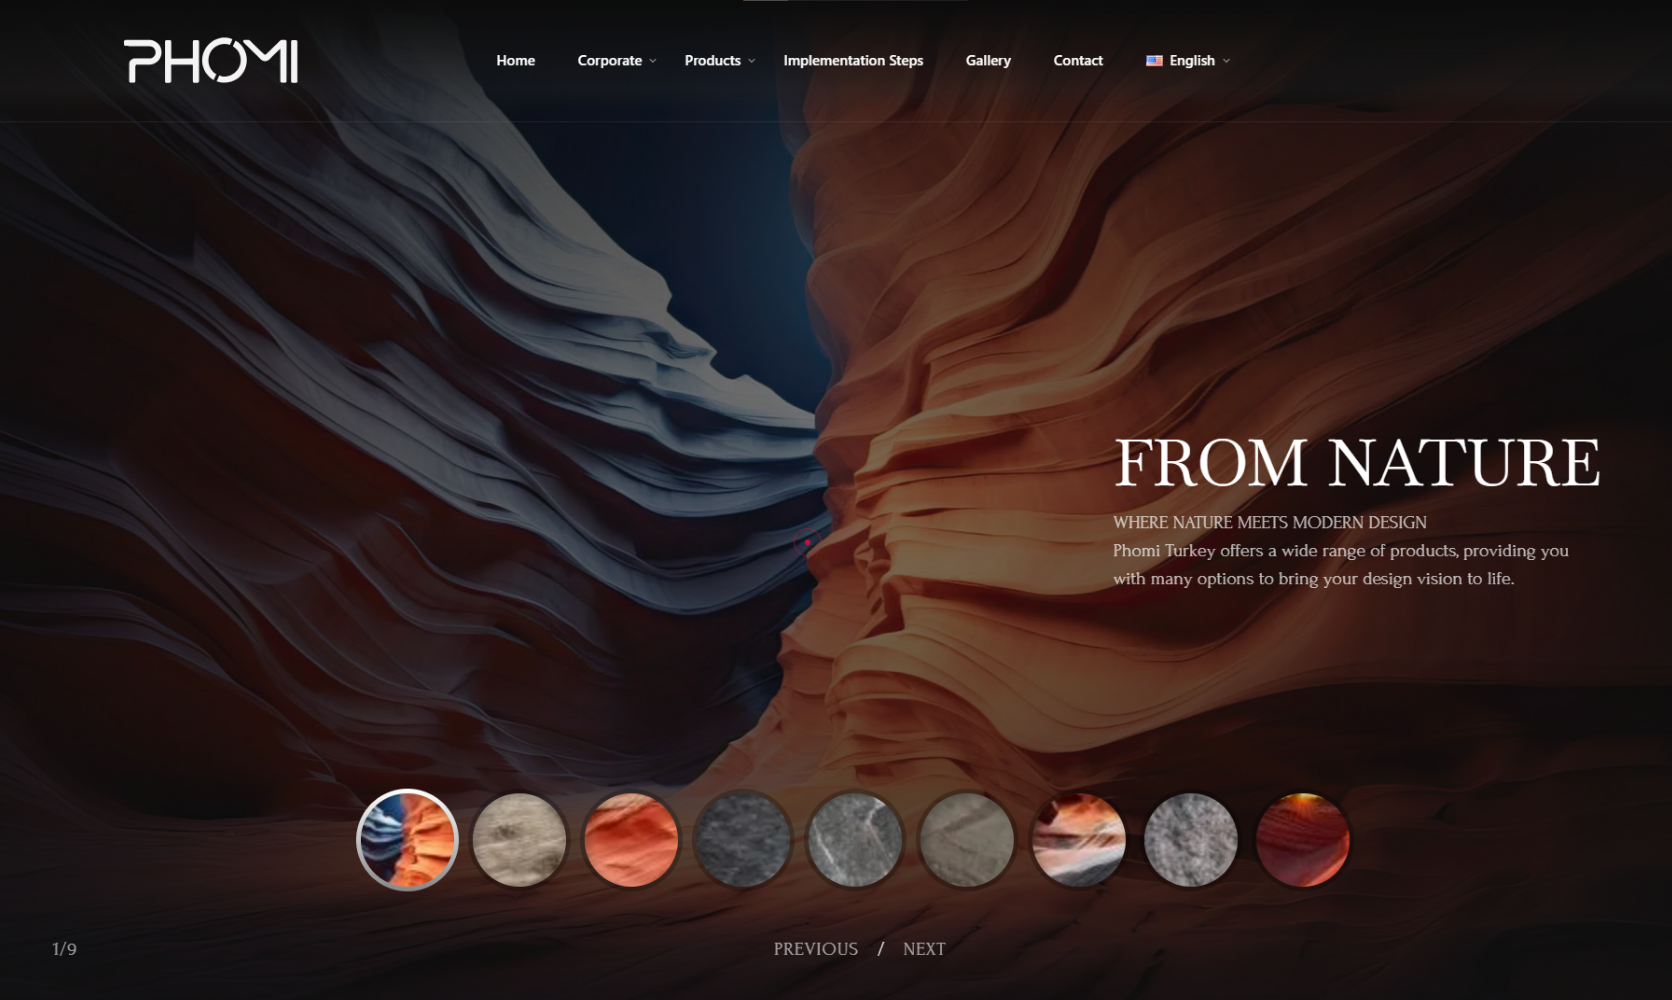 PHOMI
Home
Corporate
Products
Implementation Steps
Gallery
Contact
English
FROM NATURE
WHERE NATURE MEETS MODERN DESIGN
Phomi Turkey offers a wide range of products, providing you
with many options to bring your design vision to life.
1/9
PREVIOUS / NEXT